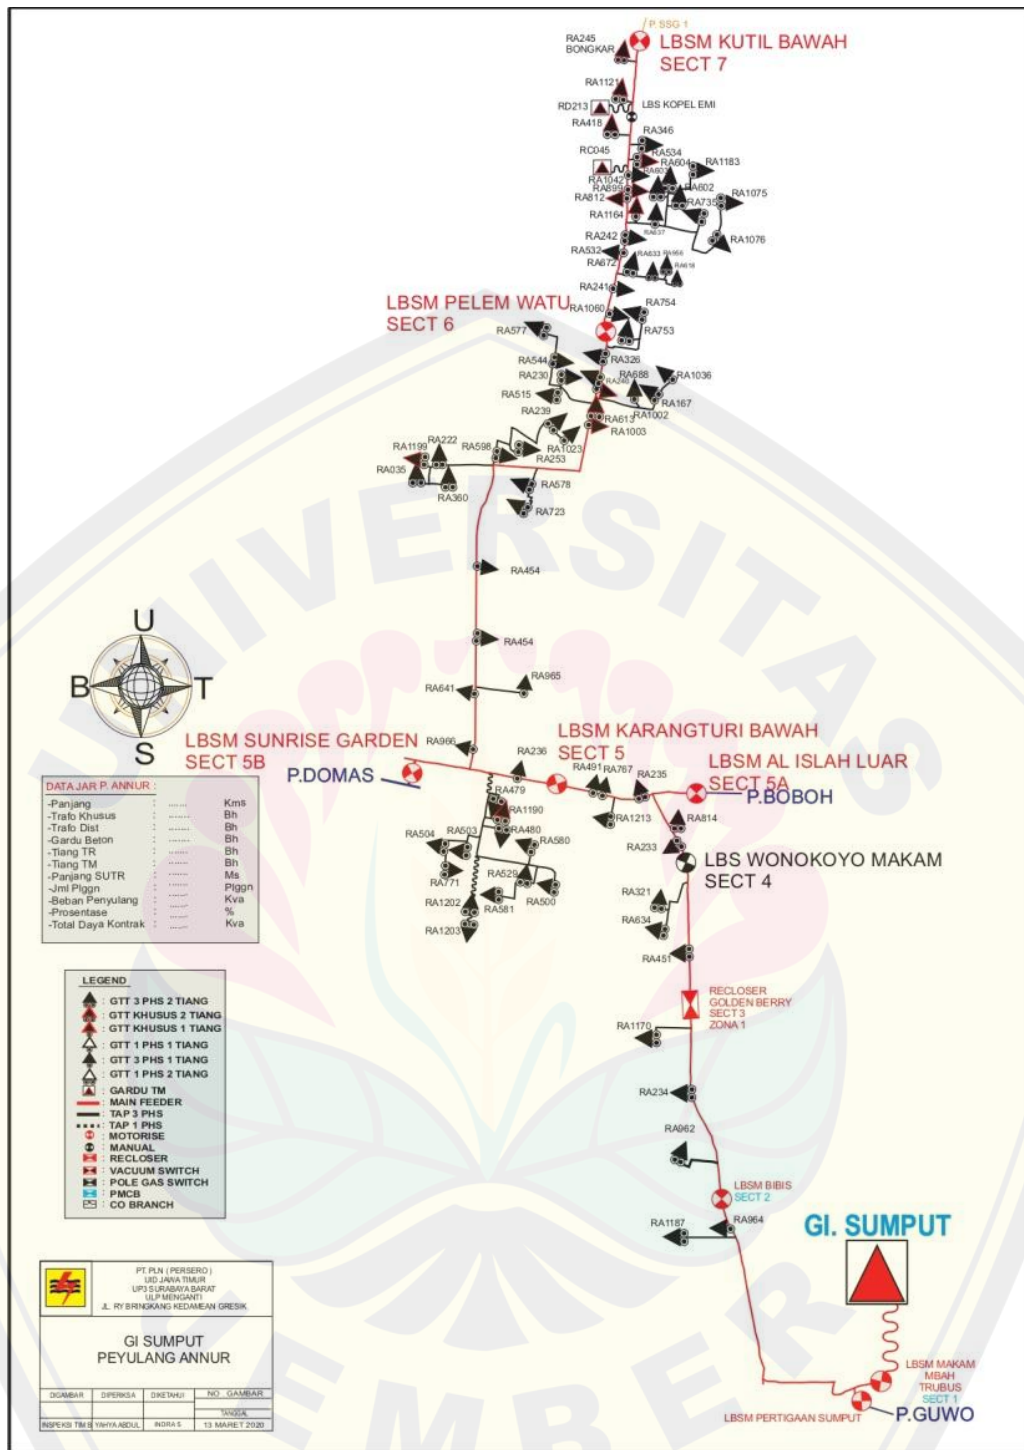 P. SSG 1
RA245
BONGKAR
LBSM KUTIL BAWAH
SECT 7
RA1121
RD213
LBS KOPEL EMI
RA418
RA346
RC045
RA534
RA604
RA1183
RA603
RA1042
RA899
RA602
RA1075
RA812
RA735
RA1164
RA637
RA242
RA1076
RA532
RA633
RA956
RA672
RA618
RA241
LBSM PELEM WATU
SECT 6
RA1060
RA754
RA577
RA753
RA544
RA326
RA230
RA240
RA688
RA1036
RA515
RA167
RA239
RA613
RA1002
RA1003
RA222
RA598
RA1023
RA1199
RA253
RA035
RA360
RA578
RA723
RA454
RA454
RA641
RA965
U
B
T
S
LBSM SUNRISE GARDEN
SECT 5B
RA966
RA236
LBSM KARANGTURI BAWAH
SECT 5
P.DOMAS
RA491
RA767
RA235
LBSM AL ISLAH LUAR
SECT 5A
P.BOBOH
RA479
RA1190
RA1213
RA814
RA504
RA503
RA480
RA580
RA233
LBS WONOKOYO MAKAM
SECT 4
RA771
RA529
RA1202
RA581
RA500
RA321
RA1203
RA634
RA451
DATA JAR P. ANNUR :
-Panjang : ...... Kms
-Trafo Khusus : ....... Bh
-Trafo Dist : ....... Bh
-Gardu Beton : ....... Bh
-Tiang TR : ...... Bh
-Tiang TM : ...... Bh
-Panjang SUTR : ...... Ms
-Jml Plggn : ...... Plggn
-Beban Penyulang : ...... Kva
-Prosentase : ...... %
-Total Daya Kontrak : ...... Kva
RECLOSER
GOLDEN BERRY
SECT 3
ZONA 1
RA1170
RA234
RA962
LBSM BIBIS
SECT 2
RA964
RA1187
LEGEND
: GTT 3 PHS 2 TIANG
: GTT KHUSUS 2 TIANG
: GTT KHUSUS 1 TIANG
: GTT 1 PHS 1 TIANG
: GTT 3 PHS 1 TIANG
: GTT 1 PHS 2 TIANG
: GARDU TM
: MAIN FEEDER
: TAP 3 PHS
: TAP 1 PHS
: MOTORISE
: MANUAL
: RECLOSER
: VACUUM SWITCH
: POLE GAS SWITCH
: PMCB
: CO BRANCH
GI. SUMPUT
LBSM MAKAM
MBAH
TRUBUS
SECT 1
LBSM PERTIGAAN SUMPUT
P.GUWO
PT. PLN ( PERSERO )
UID JAWA TIMUR
UP3 SURABAYA BARAT
ULP MENGANTI
JL. RY BRINGKANG KEDAMEAN GRESIK
GI SUMPUT
PEYULANG ANNUR
DIGAMBAR DIPERIKSA DIKETAHUI NO . GAMBAR
TANGGAL
INSPEKSI TIM S YAHYA ABDUL INDRA S 13 MARET 2020
UNIVERSITAS